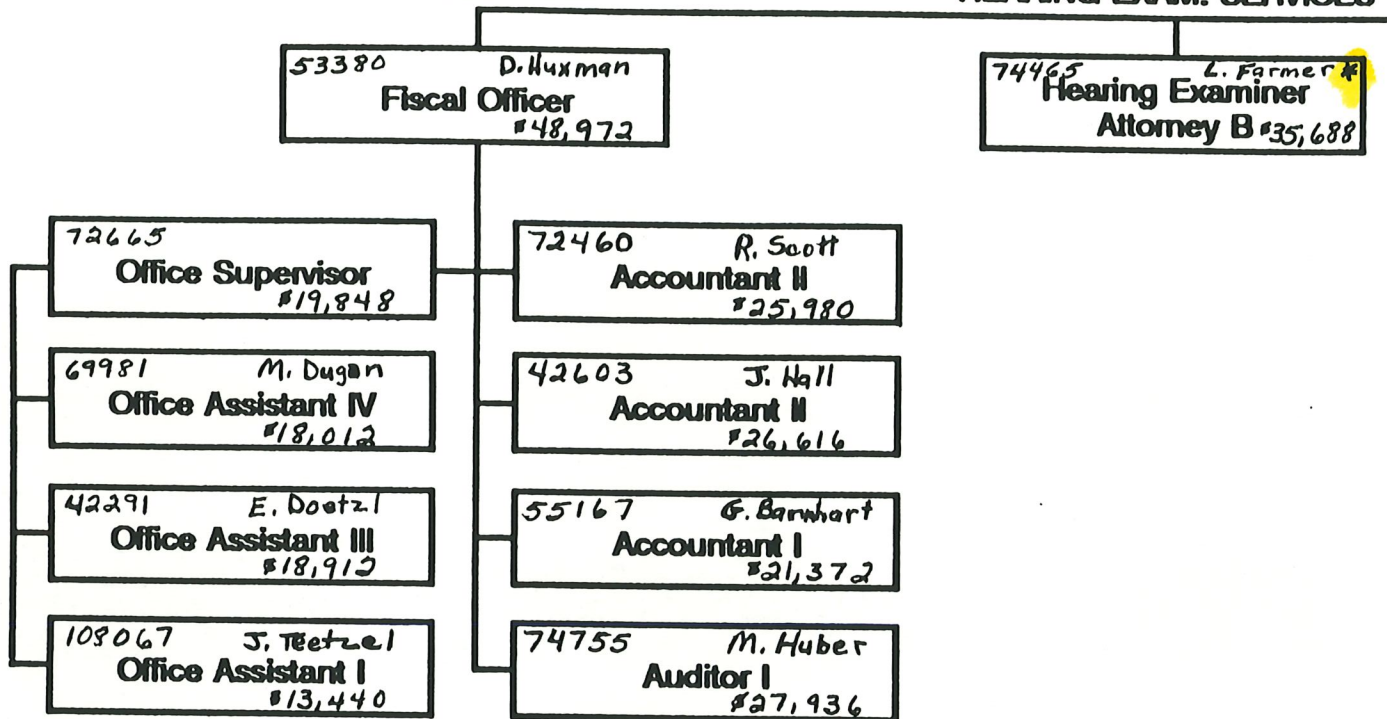 53380 D. Huxman
Fiscal Officer
$48,972
74465 L. Farmer *
Hearing Examiner
Attorney B $35,688
72665
Office Supervisor
$19,848
72460 R. Scott
Accountant II
$25,980
69981 M. Dugan
Office Assistant IV
$18,012
42603 J. Hall
Accountant II
$26,616
42291 E. Doetzl
Office Assistant III
$18,912
55167 G. Barnhart
Accountant I
$21,372
108067 J. Teetzel
Office Assistant I
$13,440
74755 M. Huber
Auditor I
$27,936